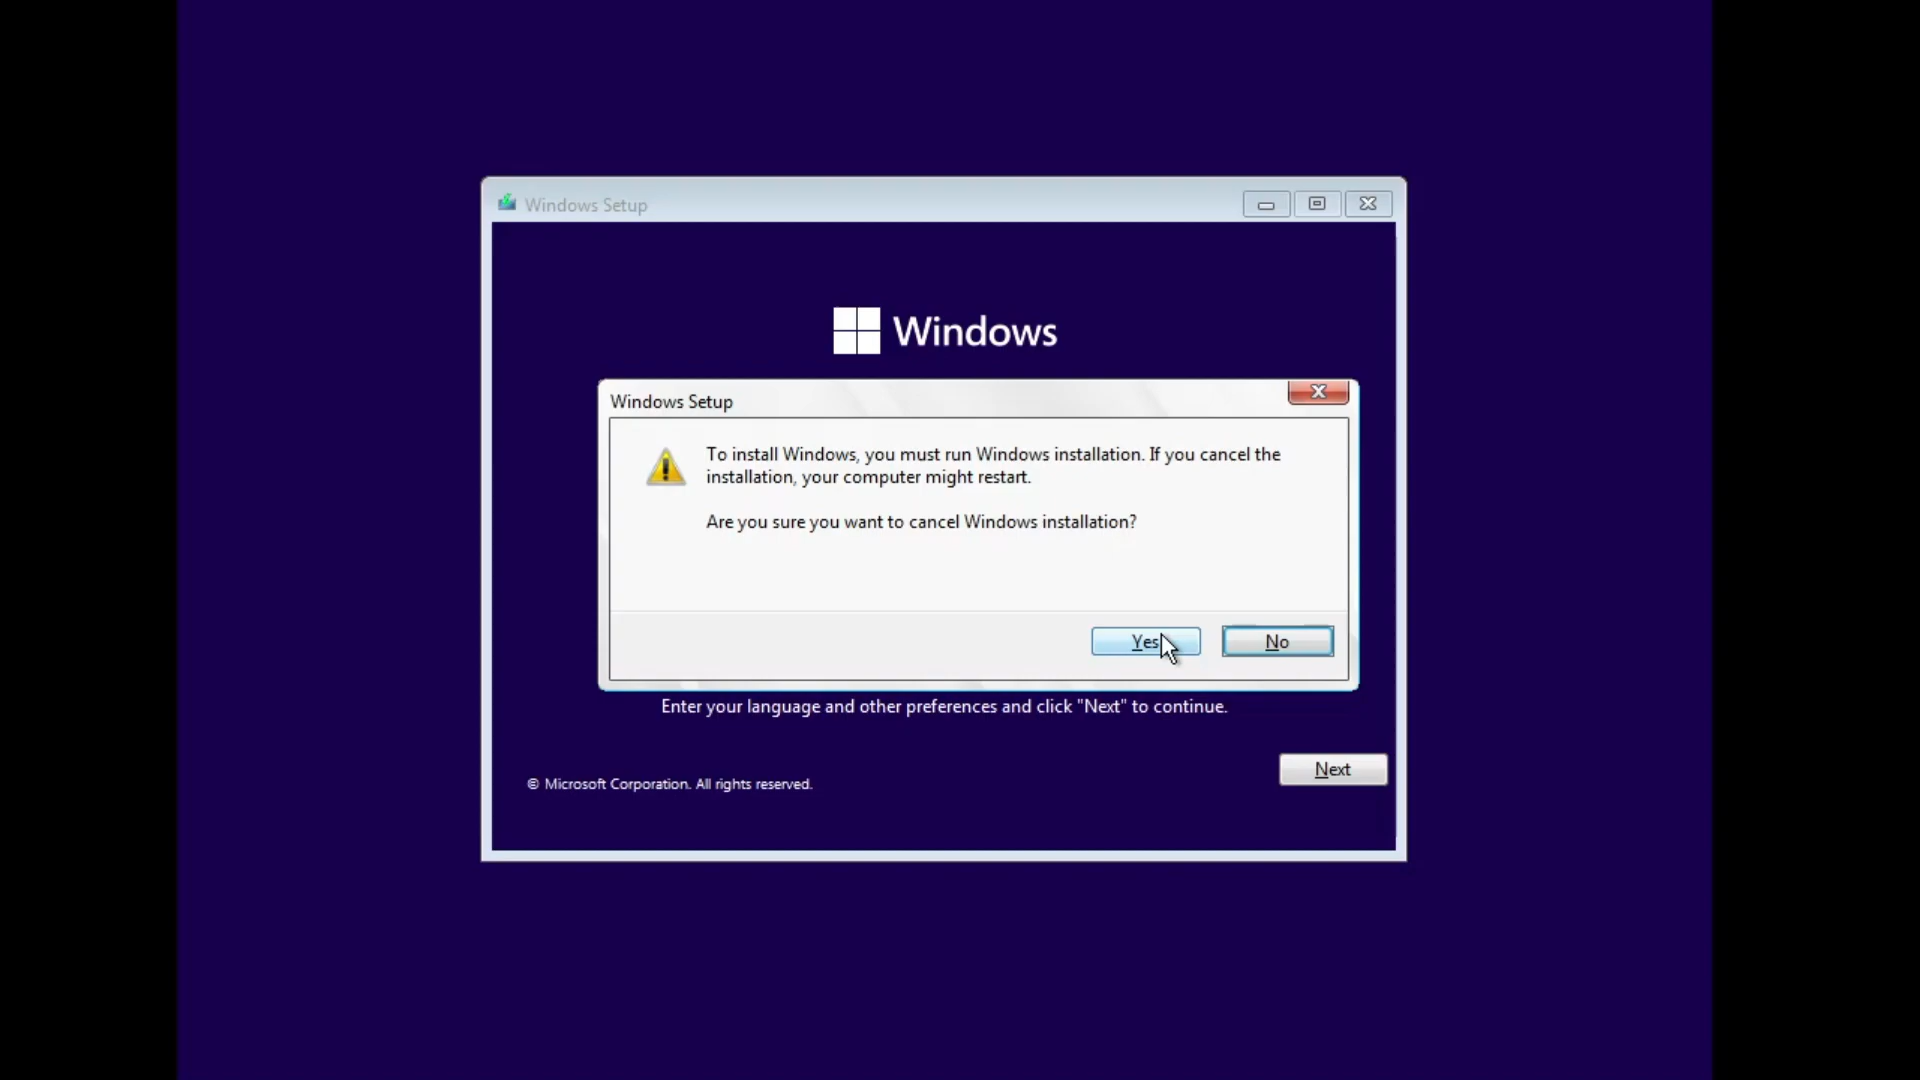 Windows Setup
Windows
Windows Setup
To install Windows, you must run Windows installation. If you cancel the
installation, your computer might restart.
Are you sure you want to cancel Windows installation?
Yes
No
Enter your language and other preferences and click "Next" to continue.
Next
© Microsoft Corporation. All rights reserved.